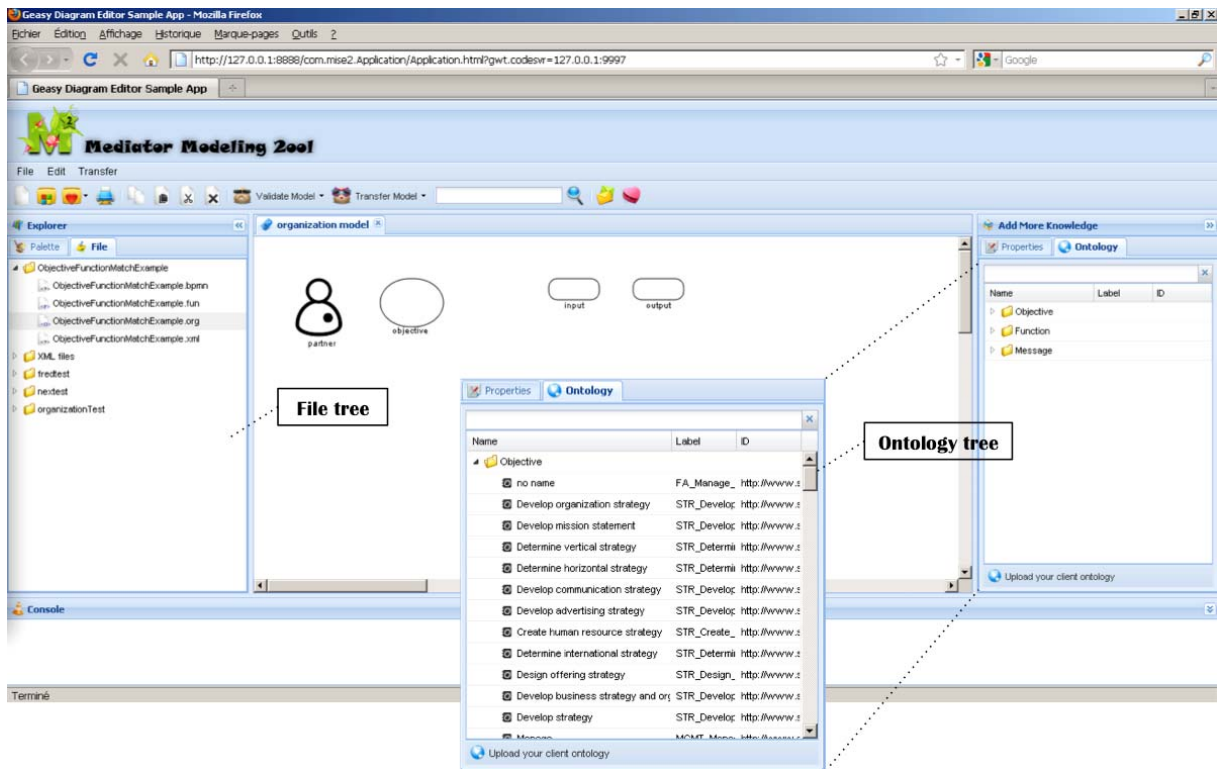 Geasy Diagram Editor Sample App - Mozilla Firefox
Fichier Édition Affichage Historique Marque-pages Outils ?
http://127.0.0.1:8888/com.mise2.Application/Application.html?gwt.codesvr=127.0.0.1:9997
Google
Geasy Diagram Editor Sample App
Mediator Modeling 2ool
File Edit Transfer
Validate Model Transfer Model
Explorer
organization model
Add More Knowledge
Palette File
Properties Ontology
ObjectiveFunctionMatchExample
ObjectiveFunctionMatchExample.bpmn
ObjectiveFunctionMatchExample.fun
ObjectiveFunctionMatchExample.org
ObjectiveFunctionMatchExample.xml
XML files
fredtest
nextest
organizationTest
partner
objective
input
output
Name Label ID
Objective
Function
Message
File tree
Ontology tree
Properties Ontology
Name Label ID
Objective
no name FA_Manage_ http://www.s
Develop organization strategy STR_Develop http://www.s
Develop mission statement STR_Develop http://www.s
Determine vertical strategy STR_Determi http://www.s
Determine horizontal strategy STR_Determi http://www.s
Develop communication strategy STR_Develop http://www.s
Develop advertising strategy STR_Develop http://www.s
Create human resource strategy STR_Create_ http://www.s
Determine international strategy STR_Determi http://www.s
Design offering strategy STR_Design_ http://www.s
Develop business strategy and org STR_Develop http://www.s
Develop strategy STR_Develop http://www.s
Manage
Upload your client ontology
Upload your client ontology
Console
Terminé